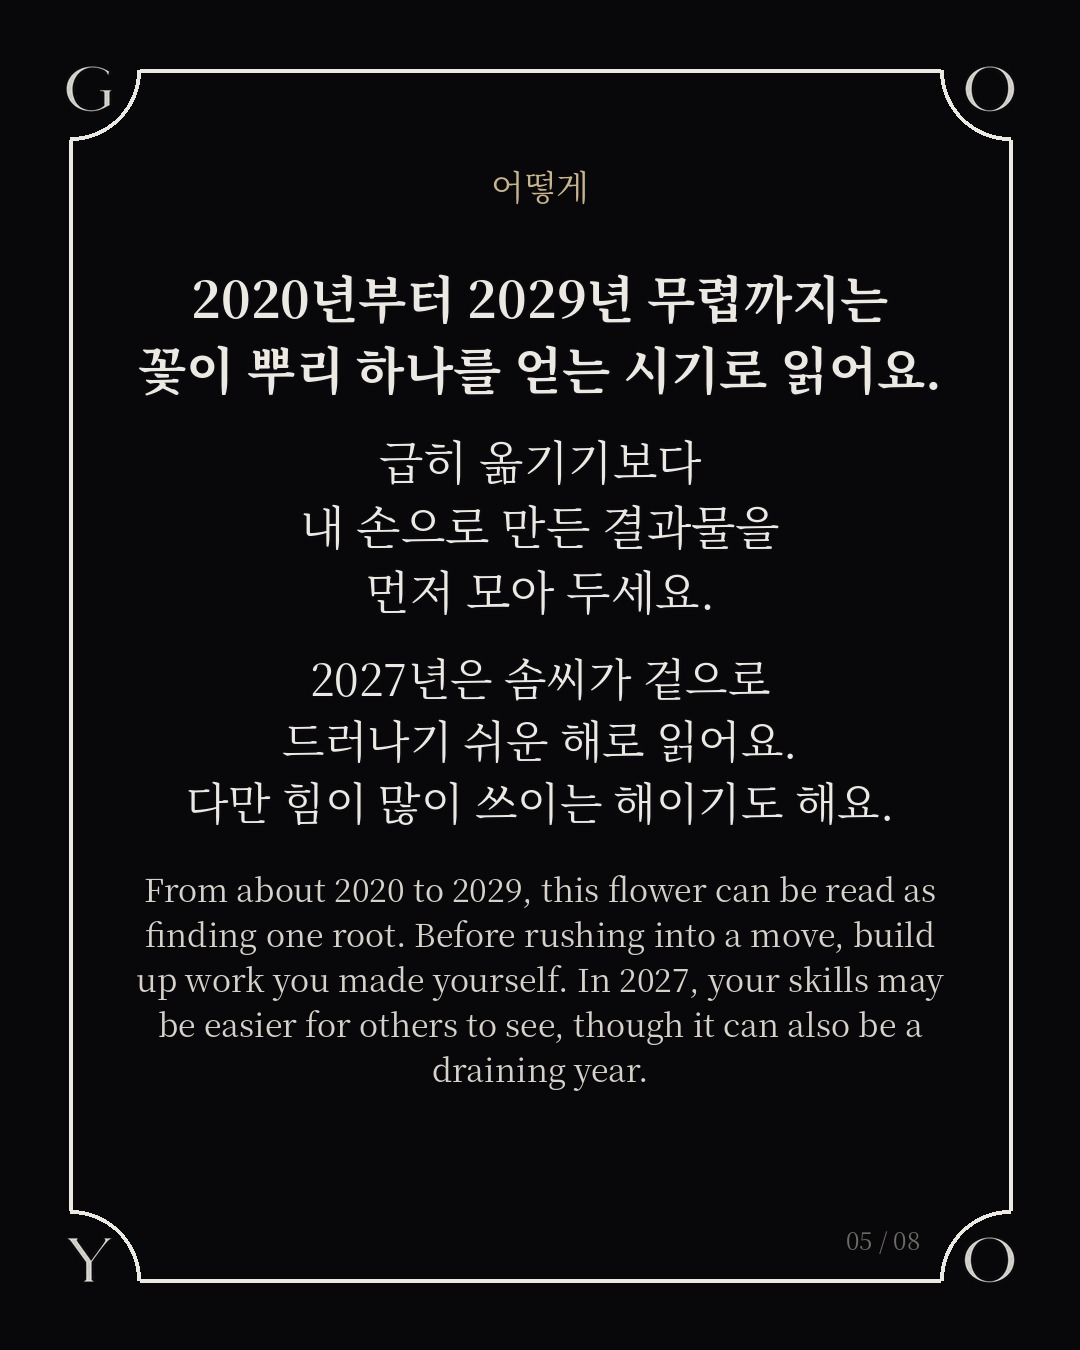 G O
어떻게
2020년부터 2029년 무렵까지는
꽃이 뿌리 하나를 얻는 시기로 읽어요.
급히 옮기기보다
내 손으로 만든 결과물을
먼저 모아 두세요.
2027년은 솜씨가 겉으로
드러나기 쉬운 해로 읽어요.
다만 힘이 많이 쓰이는 해이기도 해요.
From about 2020 to 2029, this flower can be read as
finding one root. Before rushing into a move, build
up work you made yourself. In 2027, your skills may
be easier for others to see, though it can also be a
draining year.
05 / 08
Y O